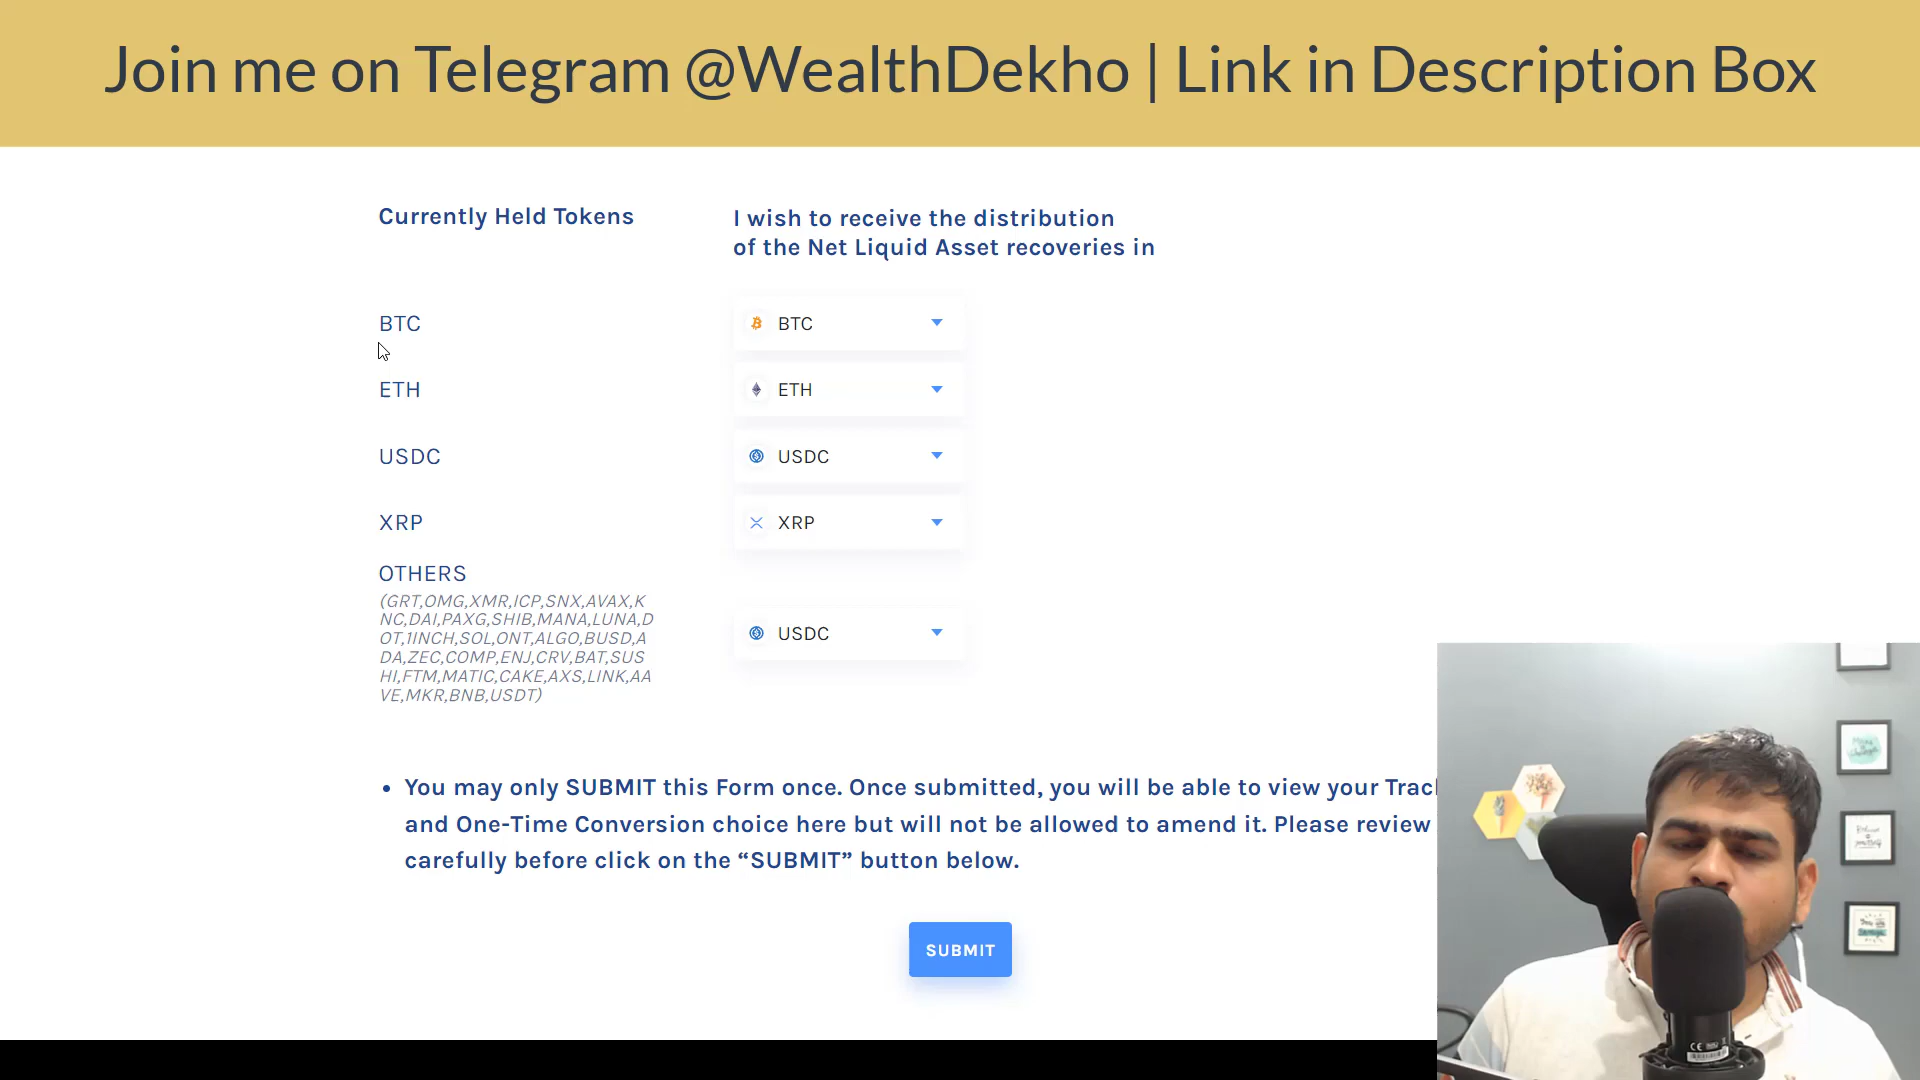 Join me on Telegram @WealthDekho | Link in Description Box
Currently Held Tokens
I wish to receive the distribution
of the Net Liquid Asset recoveries in
BTC
BTC
ETH
ETH
USDC
USDC
XRP
XRP
OTHERS
(GRT,OMG,XMR,ICP,SNX,AVAX,K
NC,DAI,PAXG,SHIB,MANA,LUNA,D
OT,1INCH,SOL,ONT,ALGO,BUSD,A
DA,ZEC,COMP,ENJ,CRV,BAT,SUS
HI,FTM,MATIC,CAKE,AXS,LINK,AA
VE,MKR,BNB,USDT)
USDC
• You may only SUBMIT this Form once. Once submitted, you will be able to view your Trac
and One-Time Conversion choice here but will not be allowed to amend it. Please review
carefully before click on the “SUBMIT” button below.
SUBMIT